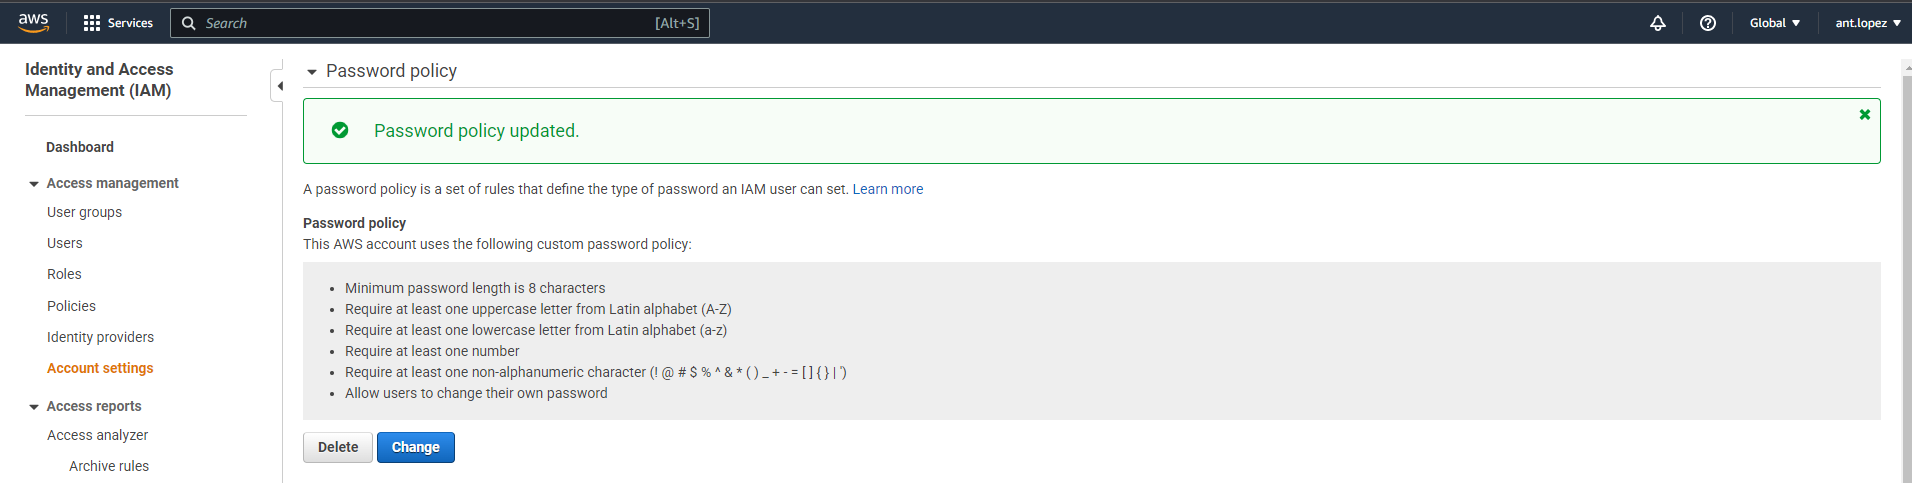 aws
Services
Search
[Alt+S]
Global
ant.lopez
Identity and Access
Management (IAM)
Dashboard
Access management
User groups
Users
Roles
Policies
Identity providers
Account settings
Access reports
Access analyzer
Archive rules
Password policy
Password policy updated.
A password policy is a set of rules that define the type of password an IAM user can set. Learn more
Password policy
This AWS account uses the following custom password policy:
• Minimum password length is 8 characters
• Require at least one uppercase letter from Latin alphabet (A-Z)
• Require at least one lowercase letter from Latin alphabet (a-z)
• Require at least one number
• Require at least one non-alphanumeric character (! @ # $ % ^ & * ( ) _ + - = [ ] { } | ')
• Allow users to change their own password
Delete
Change